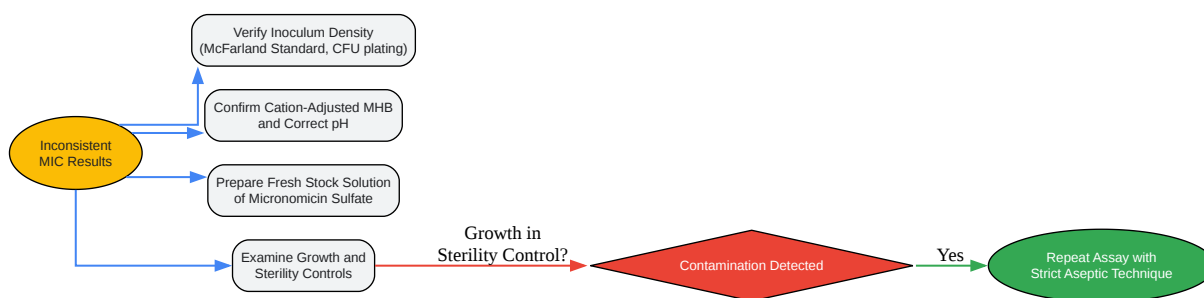 Verify Inoculum Density
(McFarland Standard, CFU plating)
Confirm Cation-Adjusted MHB
and Correct pH
Inconsistent
MIC Results
Prepare Fresh Stock Solution
of Micronomicin Sulfate
Examine Growth and
Sterility Controls
Growth in
Sterility Control?
Contamination Detected
Yes
Repeat Assay with
Strict Aseptic Technique